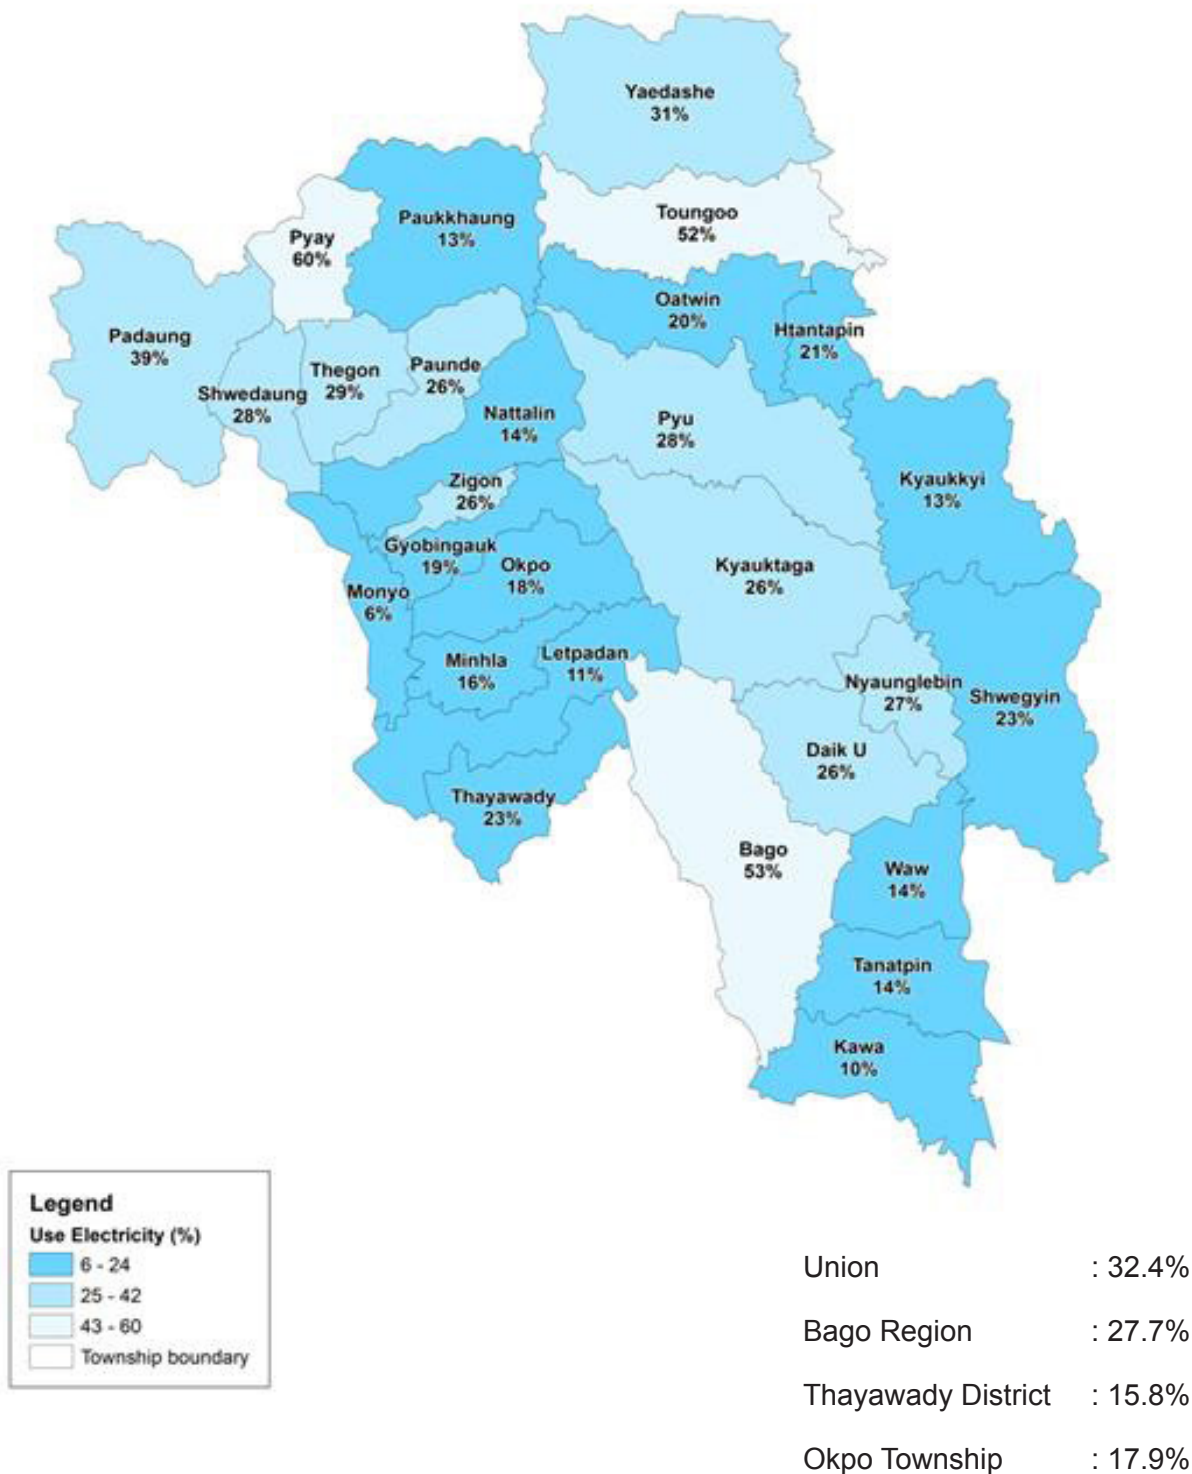 Yaedashe
31%
Toungoo
52%
Paukkhaung
13%
Pyay
60%
Oatwin
20%
Htantapin
21%
Padaung
39%
Shwedaung
28%
Thegon
29%
Paunde
26%
Nattalin
14%
Pyu
28%
Kyaukkyi
13%
Zigon
26%
Gyobingauk
19%
Okpo
18%
Kyauktaga
26%
Monyo
6%
Minhla
16%
Letpadan
11%
Nyaunglebin
27%
Shwegyin
23%
Daik U
26%
Thayawady
23%
Bago
53%
Waw
14%
Tanatpin
14%
Kawa
10%
Legend
Use Electricity (%)
6 - 24
25 - 42
43 - 60
Township boundary
Union : 32.4%
Bago Region : 27.7%
Thayawady District : 15.8%
Okpo Township : 17.9%